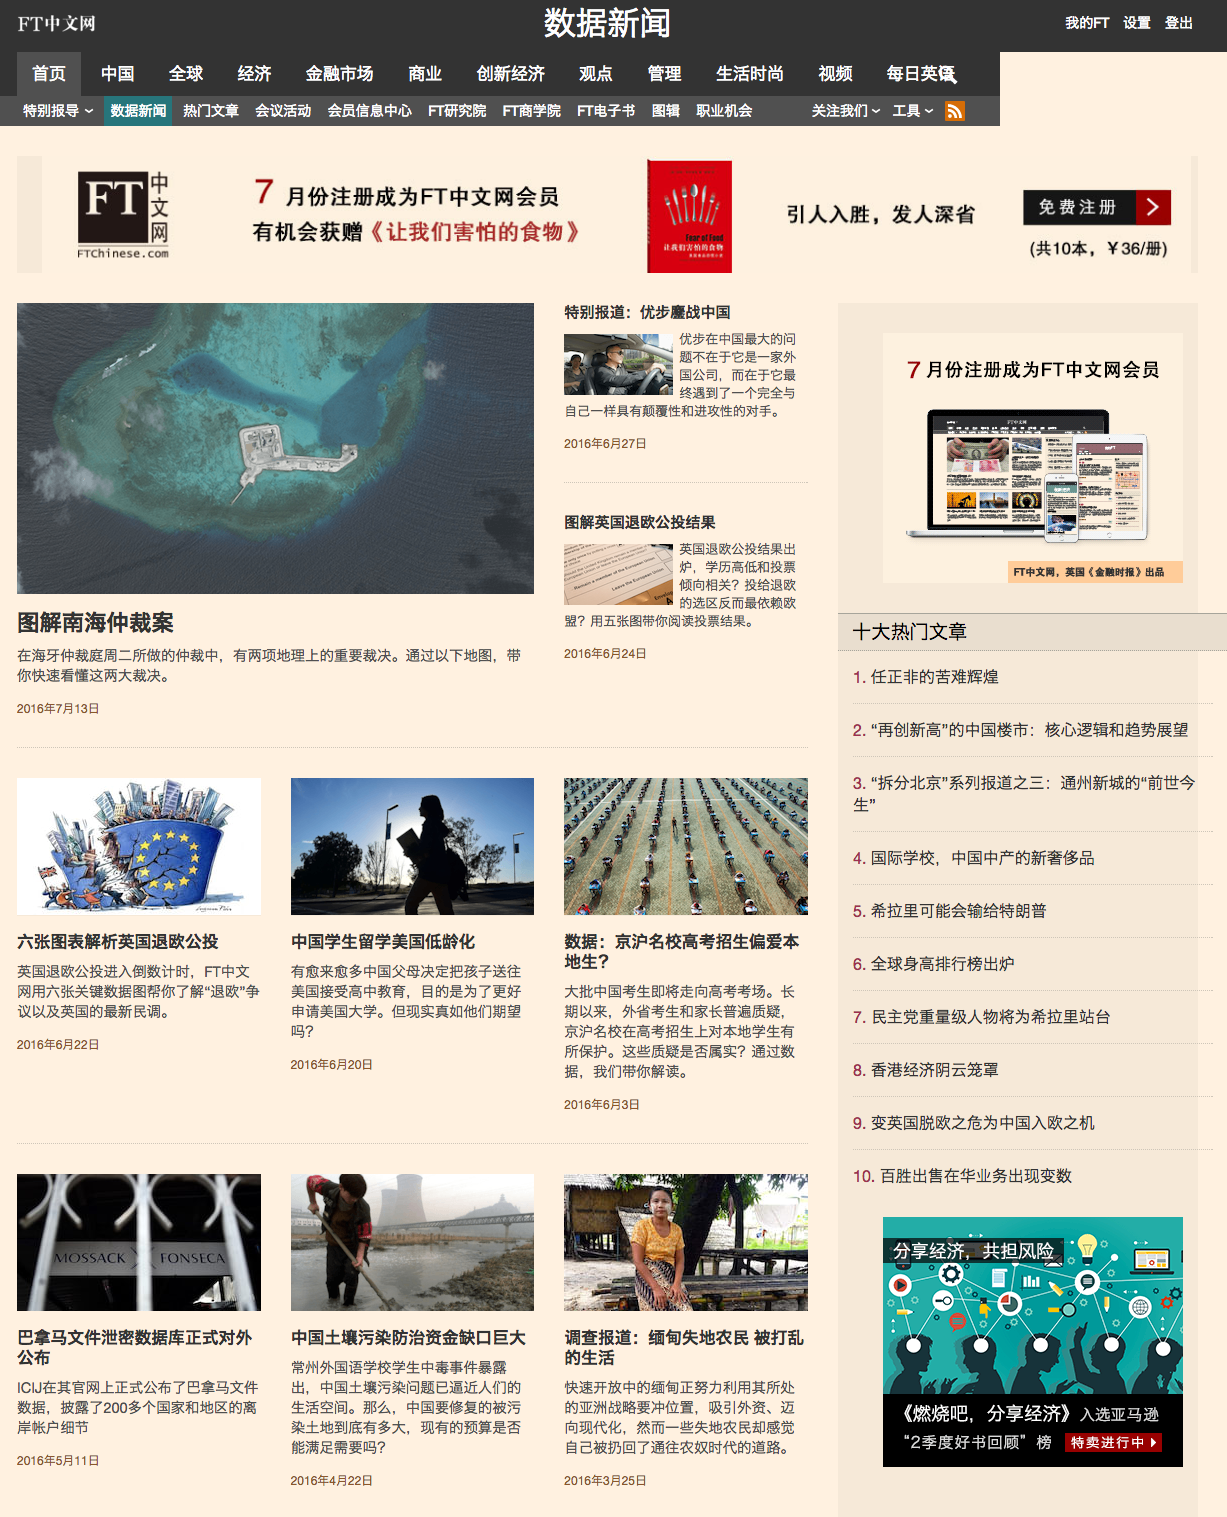 FT中文网
数据新闻
我的FT 设置 登出
首页 中国 全球 经济 金融市场 商业 创新经济 观点 管理 生活时尚 视频 每日英语
特别报导 数据新闻 热门文章 会议活动 会员信息中心 FT研究院 FT商学院 FT电子书 图辑 职业机会 关注我们 工具
FT 中文网
FTChinese.com
7 月份注册成为FT中文网会员
有机会获赠《让我们害怕的食物》
Fear of Food
让我们害怕的食物
引人入胜，发人深省
免费注册
(共10本，￥36/册)
图解南海仲裁案
在海牙仲裁庭周二所做的仲裁中，有两项地理上的重要裁决。通过以下地图，带
你快速看懂这两大裁决。
2016年7月13日
特别报道：优步鏖战中国
优步在中国最大的问
题不在于它是一家外
国公司，而在于它最
终遇到了一个完全与
自己一样具有颠覆性和进攻性的对手。
2016年6月27日
图解英国退欧公投结果
英国退欧公投结果出
炉，学历高低和投票
倾向相关？投给退欧
的选区反而最依赖欧
盟？用五张图带你阅读投票结果。
2016年6月24日
7 月份注册成为FT中文网会员
FT中文网，英国《金融时报》出品
十大热门文章
1. 任正非的苦难辉煌
2. “再创新高”的中国楼市：核心逻辑和趋势展望
3. “拆分北京”系列报道之三：通州新城的“前世今
生”
4. 国际学校，中国中产的新奢侈品
5. 希拉里可能会输给特朗普
6. 全球身高排行榜出炉
7. 民主党重量级人物将为希拉里站台
8. 香港经济阴云笼罩
9. 变英国脱欧之危为中国入欧之机
10. 百胜出售在华业务出现变数
六张图表解析英国退欧公投
英国退欧公投进入倒数计时，FT中文
网用六张关键数据图帮你了解“退欧”争
议以及英国的最新民调。
2016年6月22日
中国学生留学美国低龄化
有愈来愈多中国父母决定把孩子送往
美国接受高中教育，目的是为了更好
申请美国大学。但现实真如他们期望
吗？
2016年6月20日
数据：京沪名校高考招生偏爱本
地生？
大批中国考生即将走向高考考场。长
期以来，外省考生和家长普遍质疑，
京沪名校在高考招生上对本地学生有
所保护。这些质疑是否属实？通过数
据，我们带你解读。
2016年6月3日
MOSSACK FONSECA
巴拿马文件泄密数据库正式对外
公布
ICIJ在其官网上正式公布了巴拿马文件
数据，披露了200多个国家和地区的离
岸帐户细节
2016年5月11日
中国土壤污染防治资金缺口巨大
常州外国语学校学生中毒事件暴露
出，中国土壤污染问题已逼近人们的
生活空间。那么，中国要修复的被污
染土地到底有多大，现有的预算是否
能满足需要吗？
2016年4月22日
调查报道：缅甸失地农民 被打乱
的生活
快速开放中的缅甸正努力利用其所处
的亚洲战略要冲位置，吸引外资、迈
向现代化，然而一些失地农民却感觉
自己被扔回了通往农奴时代的道路。
2016年3月25日
分享经济，共担风险
《燃烧吧，分享经济》入选亚马逊
“2季度好书回顾”榜 特卖进行中